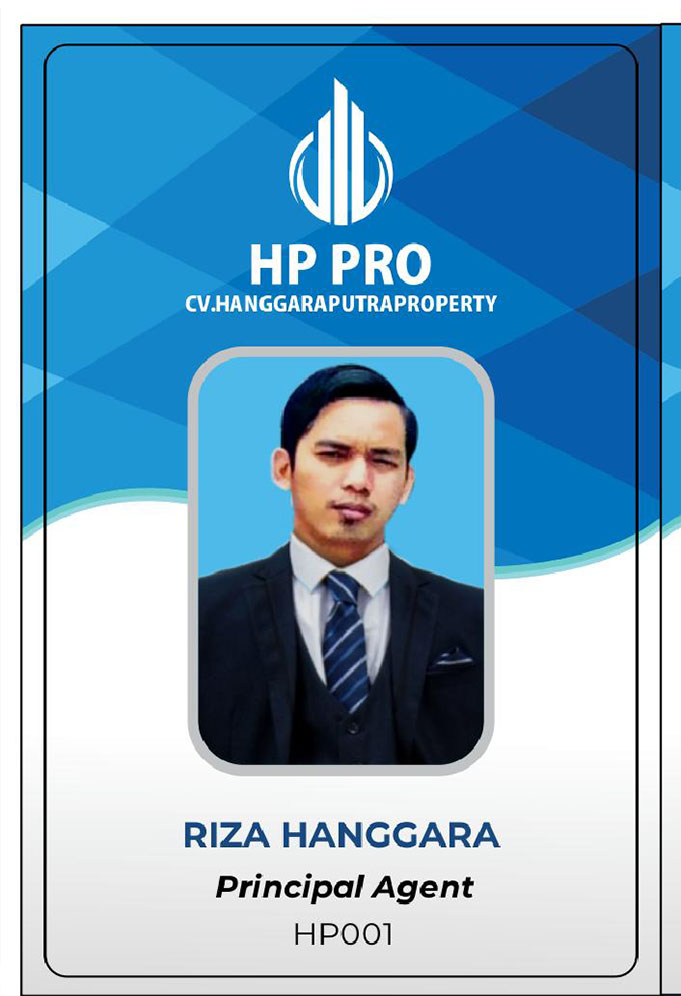 HP PRO
CV.HANGGARAPUTRAPROPERTY
RIZA HANGGARA
Principal Agent
HP001